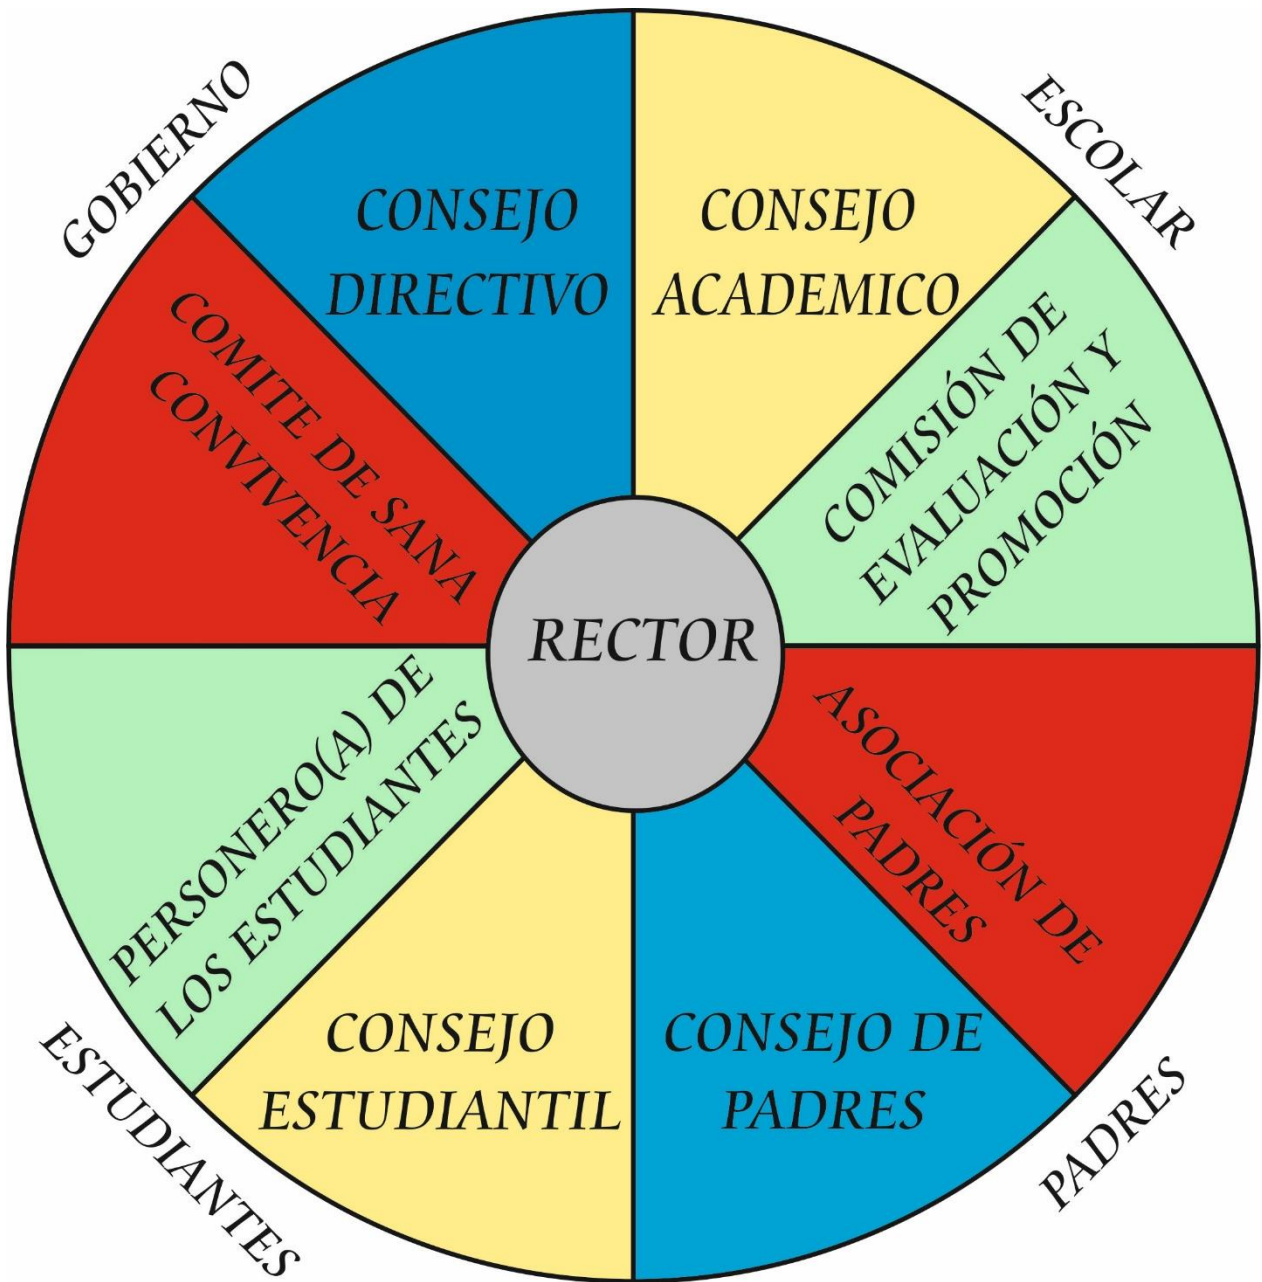 GOBIERNO
ESCOLAR
CONSEJO
DIRECTIVO
CONSEJO
ACADEMICO
COMITE DE SANA
CONVIVENCIA
COMISIÓN DE
EVALUACIÓN Y
PROMOCIÓN
RECTOR
PERSONERO(A) DE
LOS ESTUDIANTES
ASOCIACIÓN DE
PADRES
CONSEJO
ESTUDIANTIL
CONSEJO DE
PADRES
ESTUDIANTES
PADRES